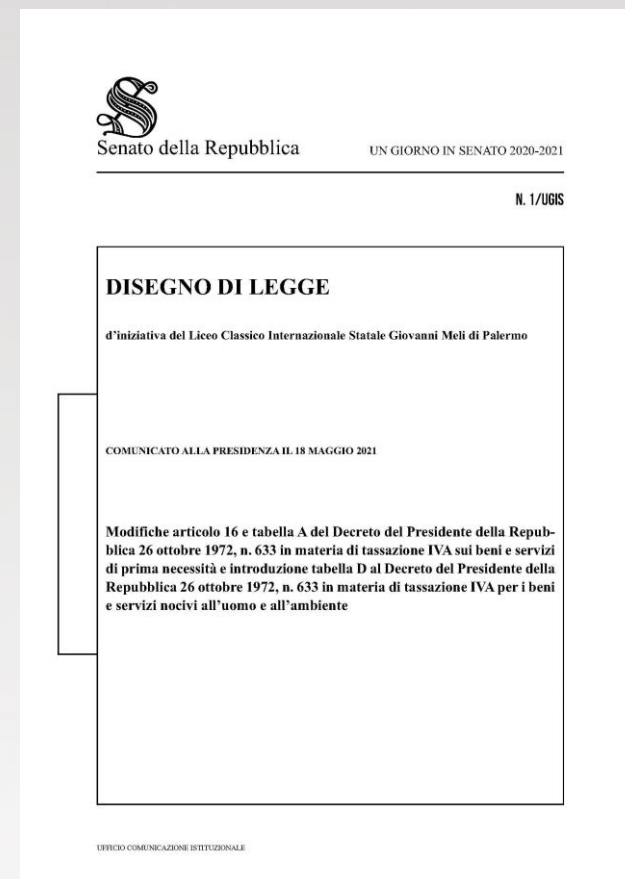 Senato della Repubblica
UN GIORNO IN SENATO 2020-2021
N. 1/UGIS
DISEGNO DI LEGGE
d’iniziativa del Liceo Classico Internazionale Statale Giovanni Meli di Palermo
COMUNICATO ALLA PRESIDENZA IL 18 MAGGIO 2021
Modifiche articolo 16 e tabella A del Decreto del Presidente della Repub-
blica 26 ottobre 1972, n. 633 in materia di tassazione IVA sui beni e servizi
di prima necessità e introduzione tabella D al Decreto del Presidente della
Repubblica 26 ottobre 1972, n. 633 in materia di tassazione IVA per i beni
e servizi nocivi all’uomo e all’ambiente
UFFICIO COMUNICAZIONE ISTITUZIONALE